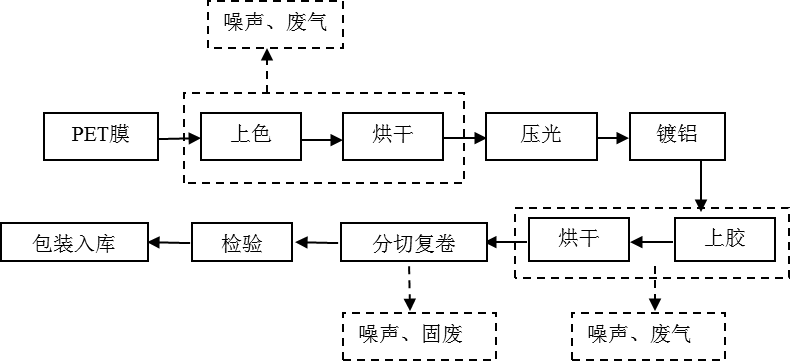 噪声、废气
PET膜
上色
烘干
压光
镀铝
包装入库
检验
分切复卷
烘干
上胶
噪声、固废
噪声、废气